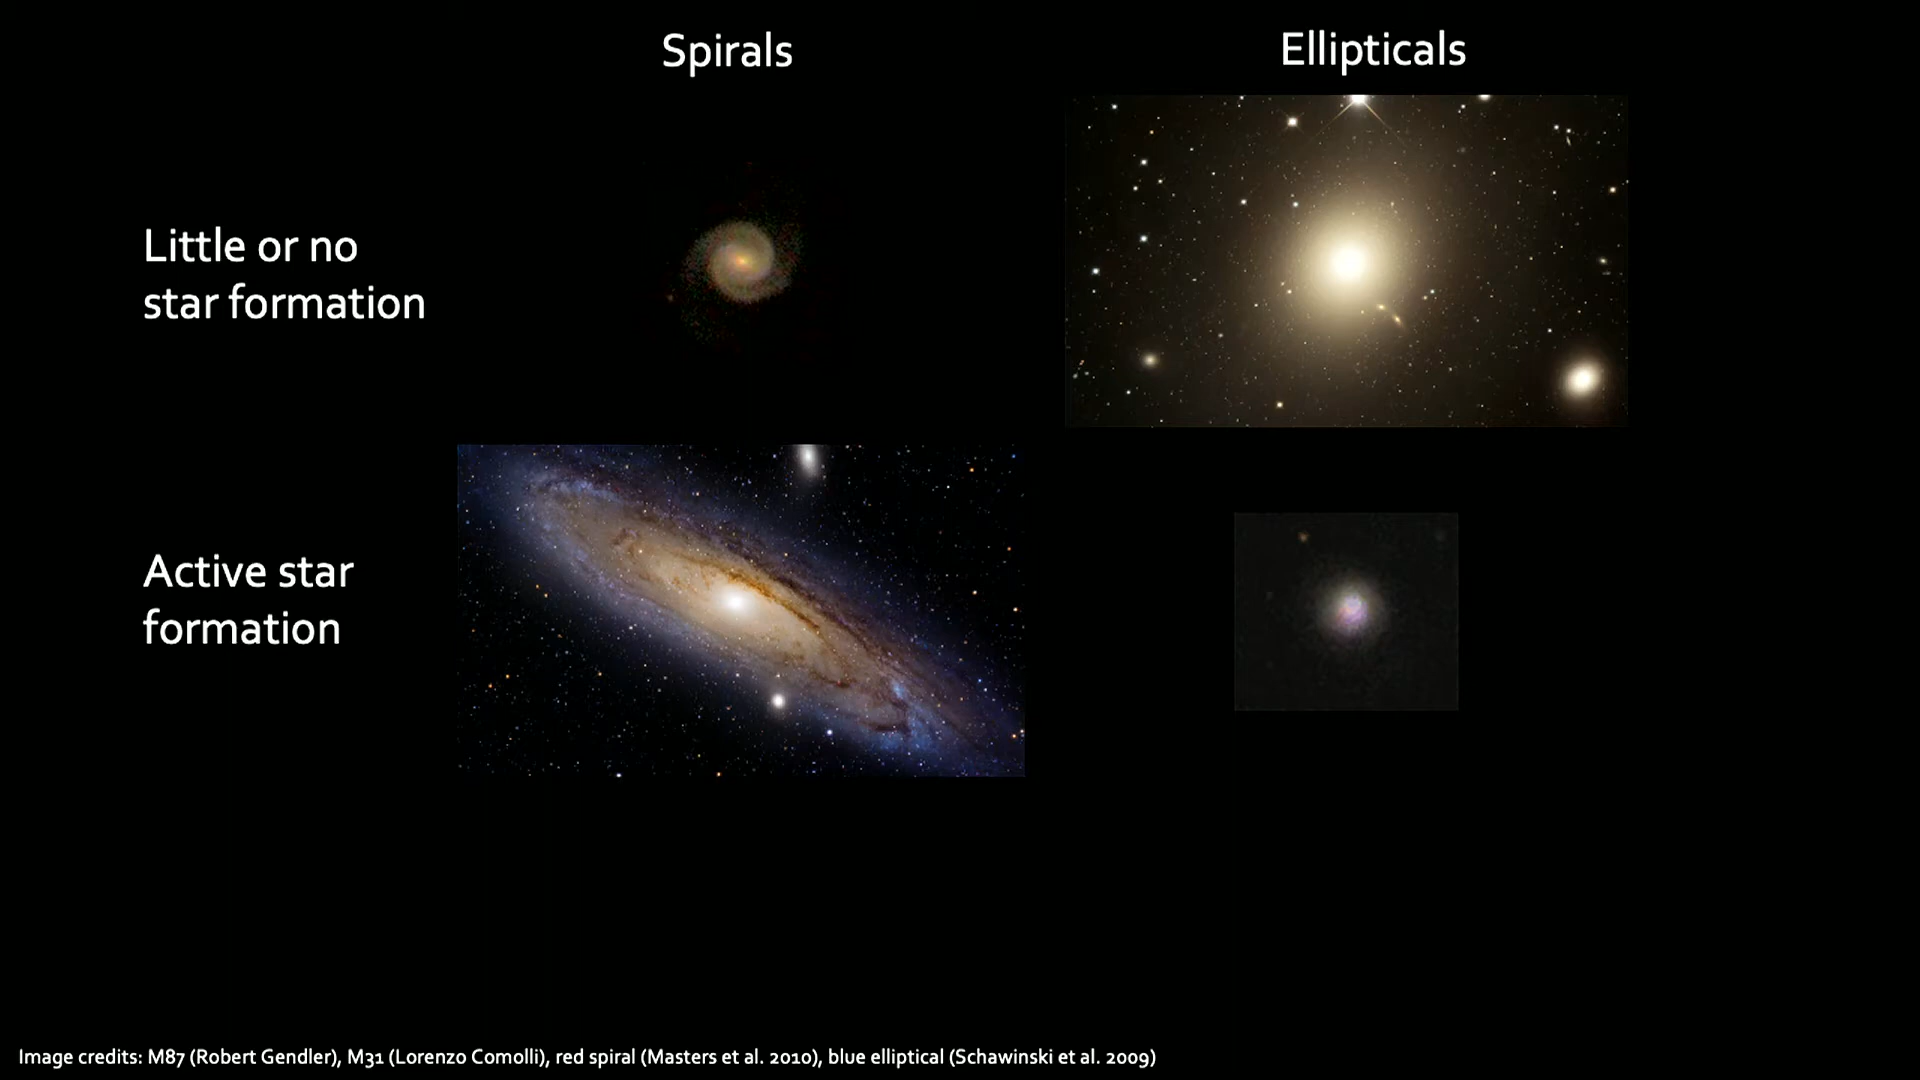 Spirals
Ellipticals
Little or no
star formation
Active star
formation
Image credits: M87 (Robert Gendler), M31 (Lorenzo Comolli), red spiral (Masters et al. 2010), blue elliptical (Schawinski et al. 2009)